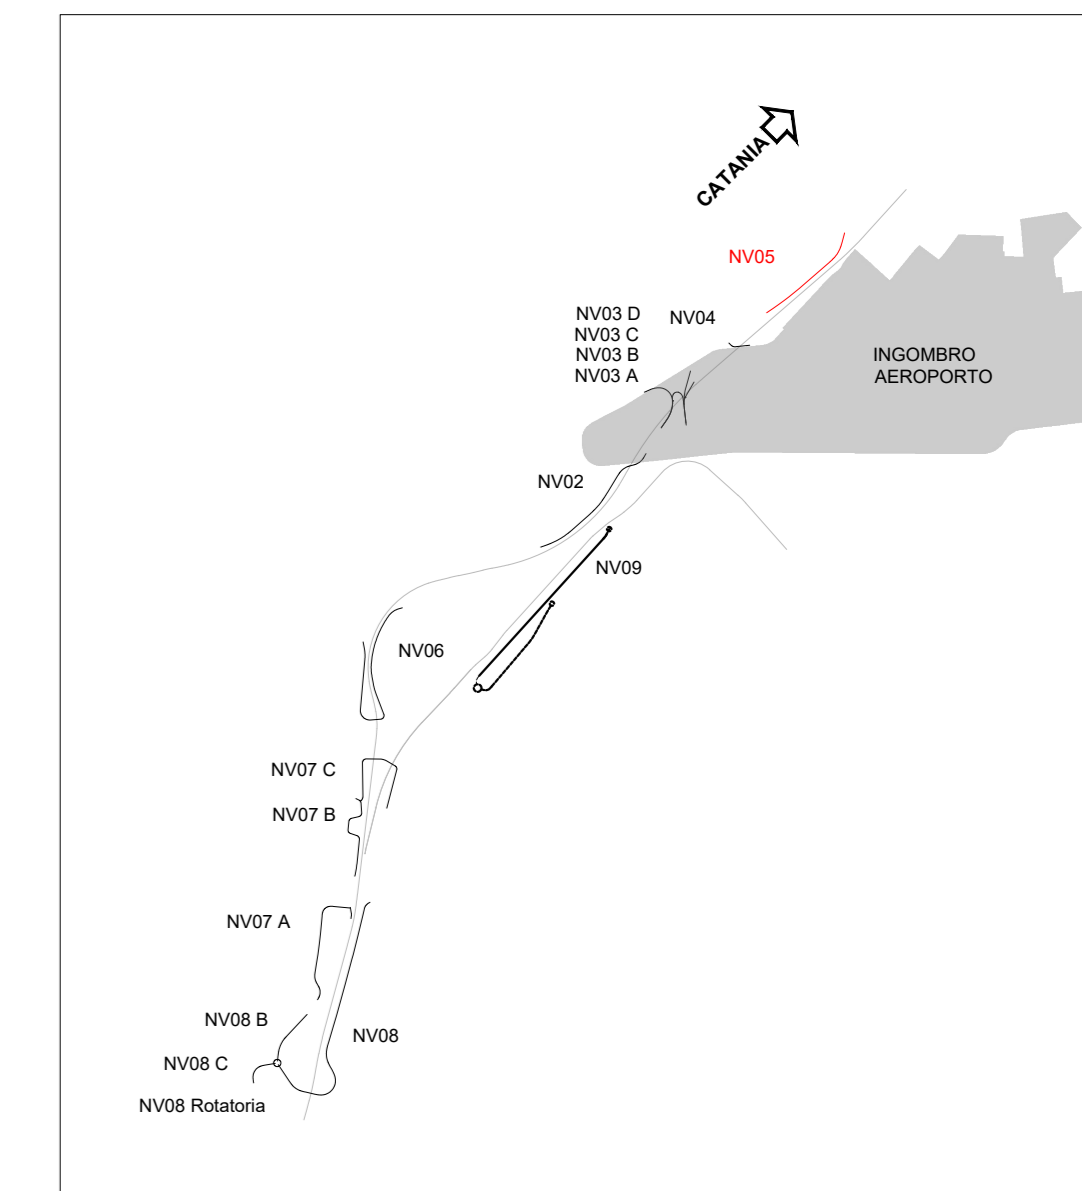 CATANIA
NV05
NV03 D
NV04
NV03 C
NV03 B
NV03 A
INGOMBRO
AEROPORTO
NV02
NV09
NV06
NV07 C
NV07 B
NV07 A
NV08 B
NV08
NV08 C
NV08 Rotatoria